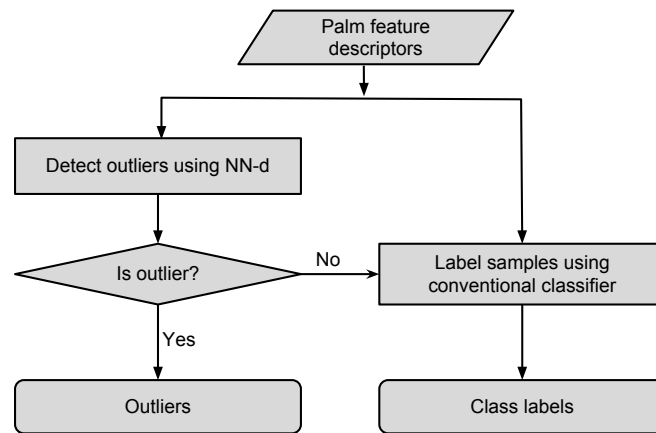 Palm feature
descriptors
Detect outliers using NN-d
Is outlier?
No
Label samples using
conventional classifier
Yes
Outliers
Class labels